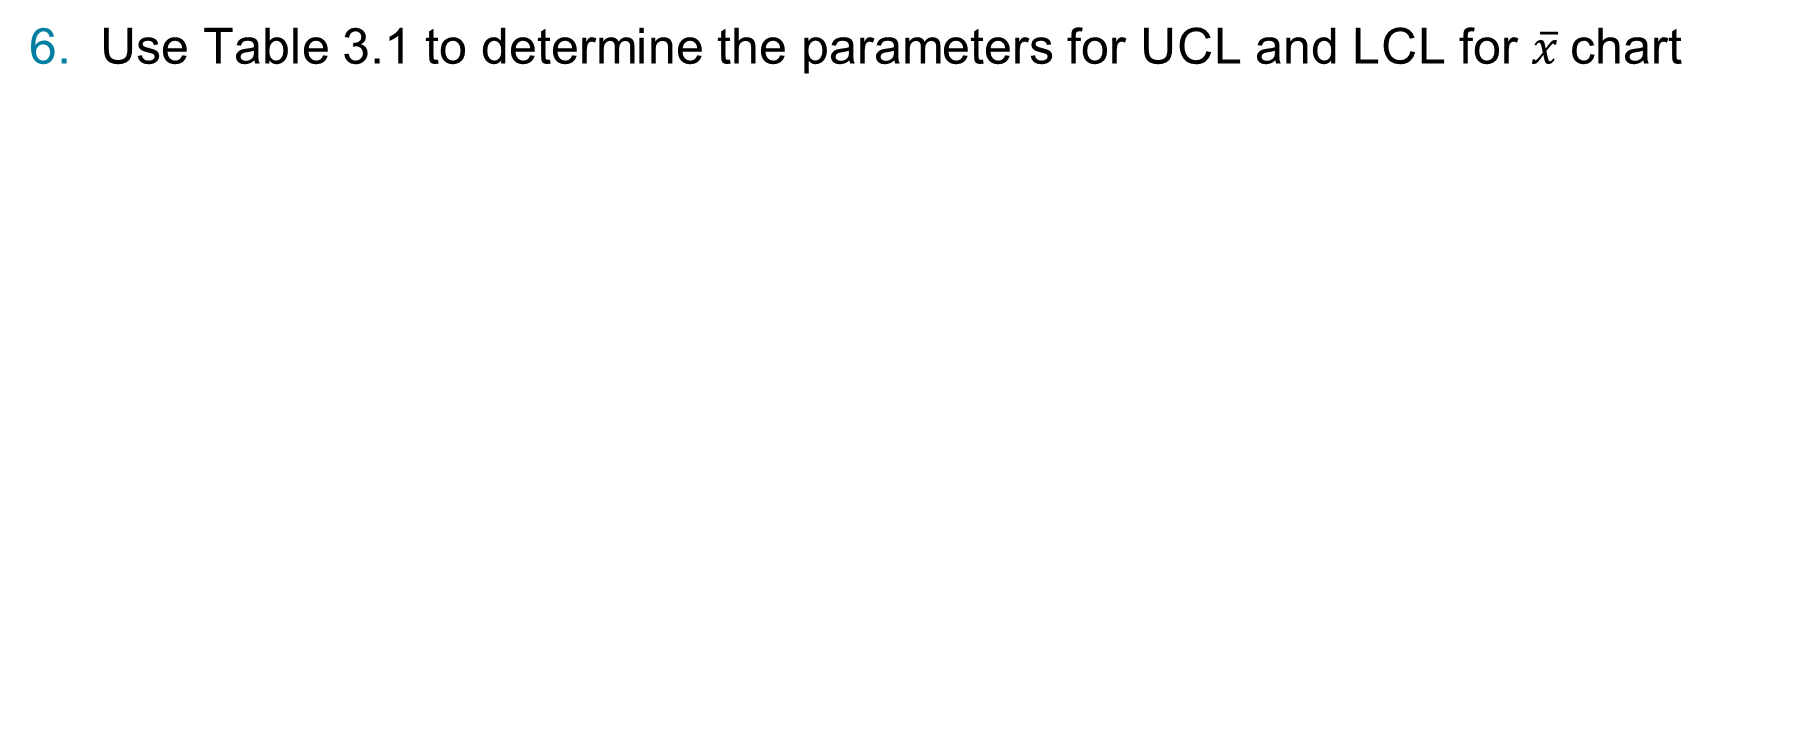 6. Use Table 3.1 to determine the parameters for UCL and LCL for x̄ chart